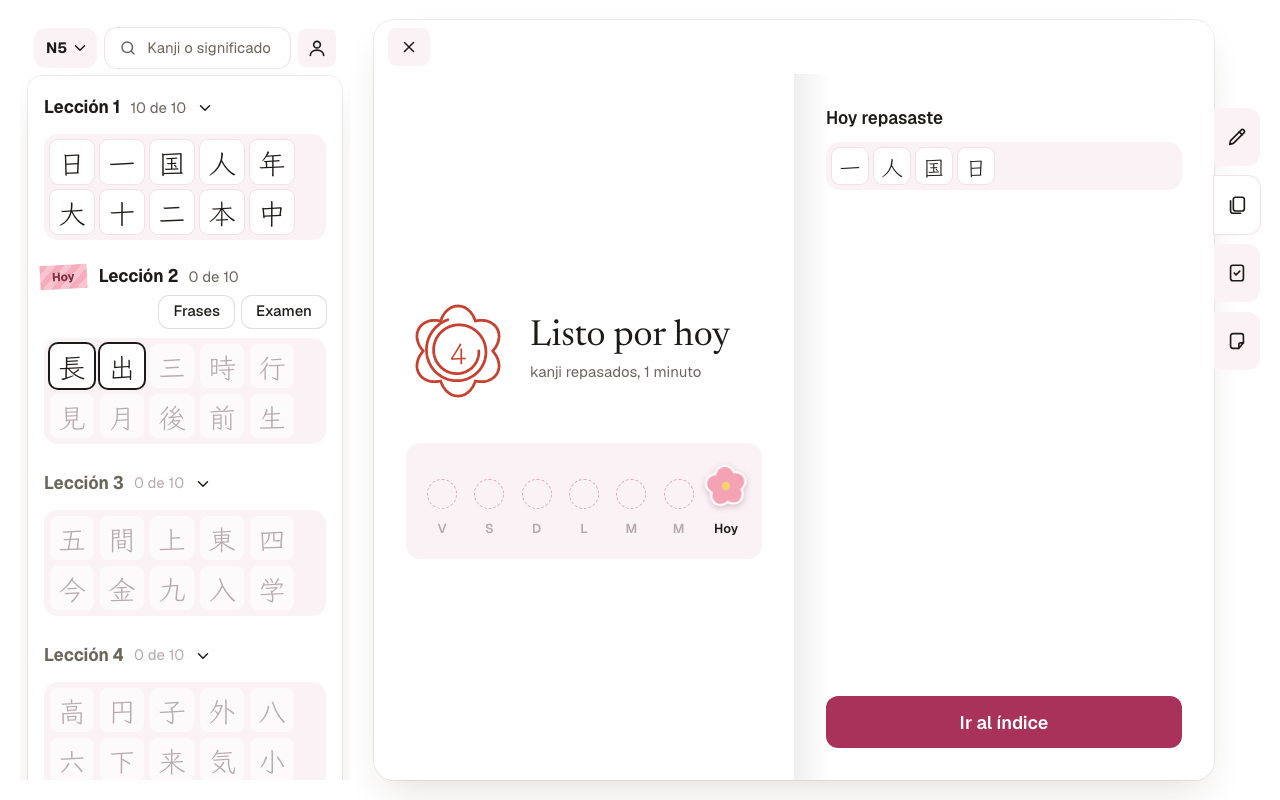 N5
Kanji o significado
Lección 1 10 de 10
日 一 国 人 年
大 十 二 本 中
Hoy Lección 2 0 de 10
Frases Examen
長 出 三 時 行
見 月 後 前 生
Lección 3 0 de 10
五 間 上 東 四
今 金 九 入 学
Lección 4 0 de 10
高 円 子 外 八
六 下 来 気 小
4
Listo por hoy
kanji repasados, 1 minuto
V S D L M M Hoy
Hoy repasaste
一 人 国 日
Ir al índice